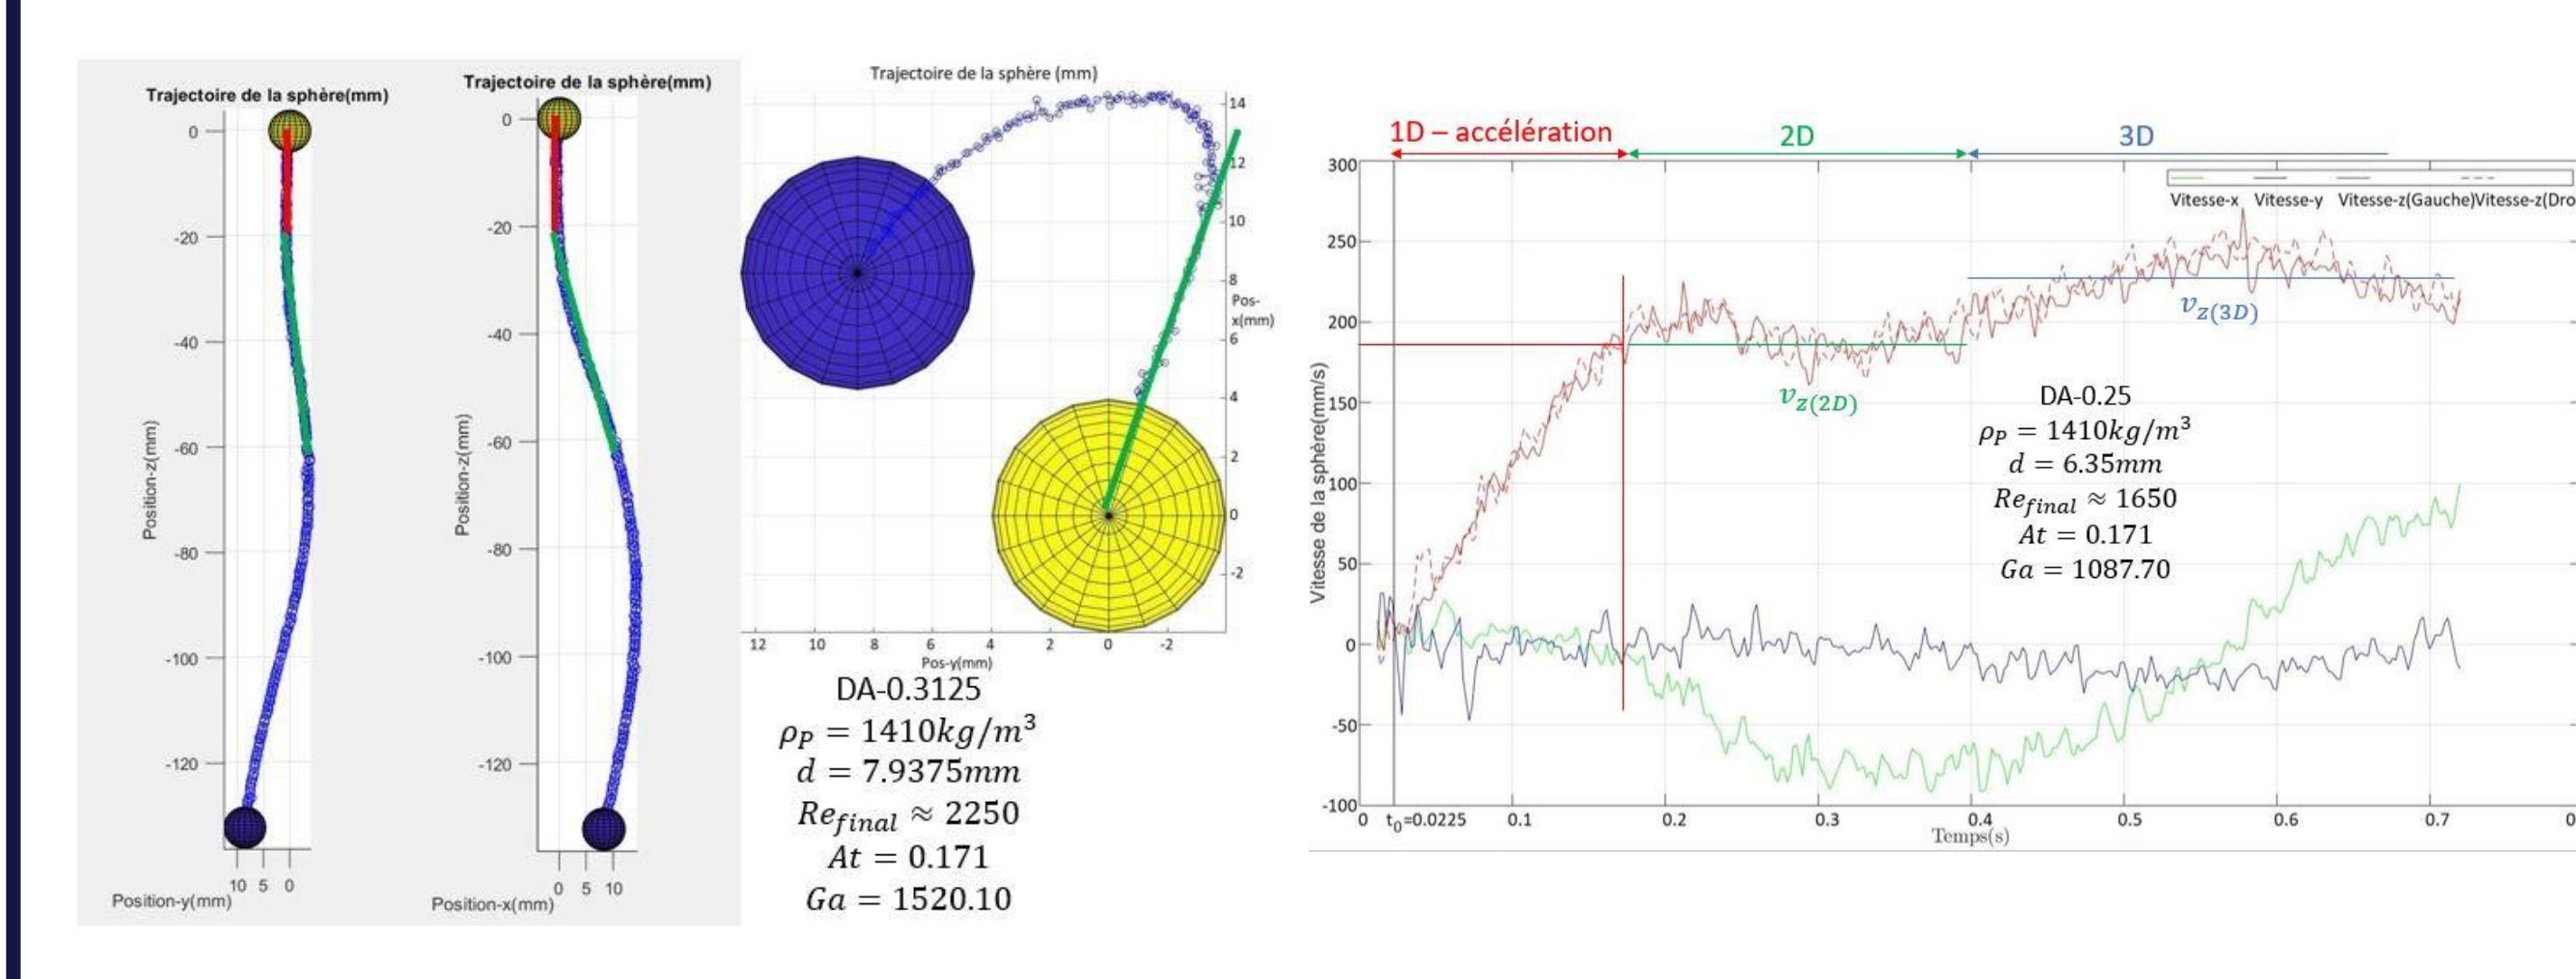 Trajectoire de la sphère(mm)
0
-20
-40
-60
-80
-100
-120
Position-z(mm)
10 5 0
Position-y(mm)
Trajectoire de la sphère(mm)
0
-20
-40
-60
-80
-100
-120
Position-z(mm)
0 5 10
Position-x(mm)
Trajectoire de la sphère (mm)
14
12
10
8
Pos-
x(mm)
6
4
2
0
-2
12 10 8 6 4 2 0 -2
Pos-y(mm)
DA-0.3125
ρ_P = 1410kg/m³
d = 7.9375mm
Re_final ≈ 2250
At = 0.171
Ga = 1520.10
1D – accélération
2D
3D
300
250
200
150
100
50
0
-50
-100
Vitesse de la sphère(mm/s)
Vitesse-x Vitesse-y Vitesse-z(Gauche)Vitesse-z(Dro
v_z(3D)
v_z(2D)
DA-0.25
ρ_P = 1410kg/m³
d = 6.35mm
Re_final ≈ 1650
At = 0.171
Ga = 1087.70
0 t₀=0.0225 0.1 0.2 0.3 0.4 0.5 0.6 0.7 0.
Temps(s)